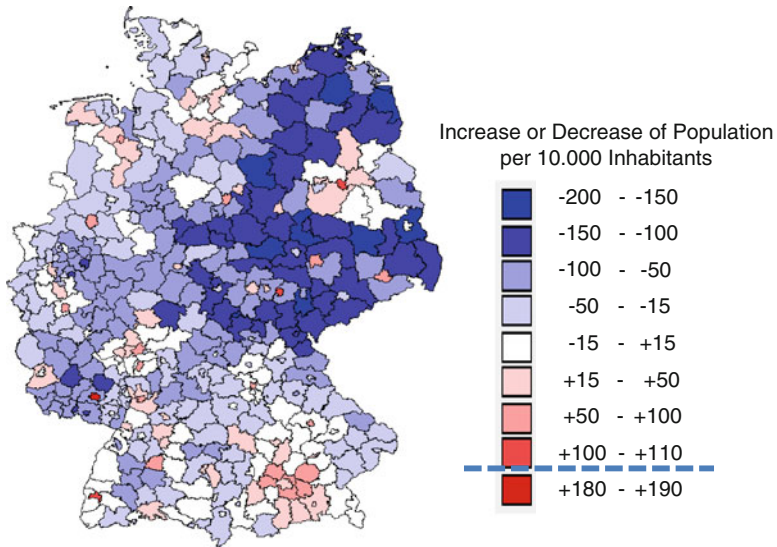 Increase or Decrease of Population
per 10.000 Inhabitants
-200 - -150
-150 - -100
-100 - -50
-50 - -15
-15 - +15
+15 - +50
+50 - +100
+100 - +110
+180 - +190